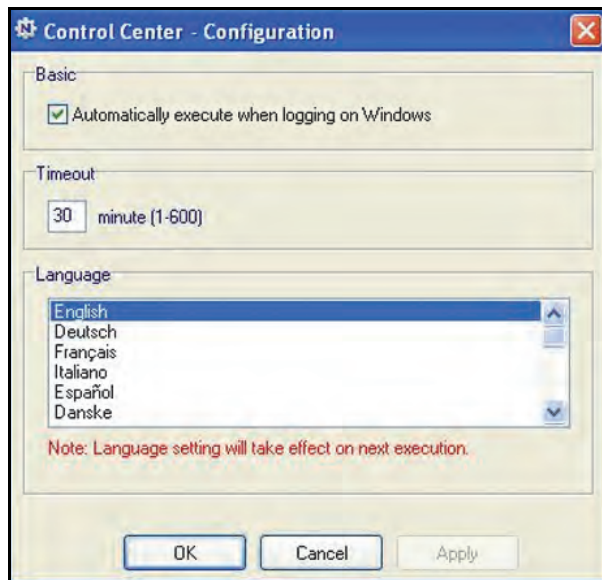 Control Center - Configuration
Basic
Automatically execute when logging on Windows
Timeout
30 minute (1-600)
Language
English
Deutsch
Français
Italiano
Español
Danske
Note: Language setting will take effect on next execution.
OK Cancel Apply